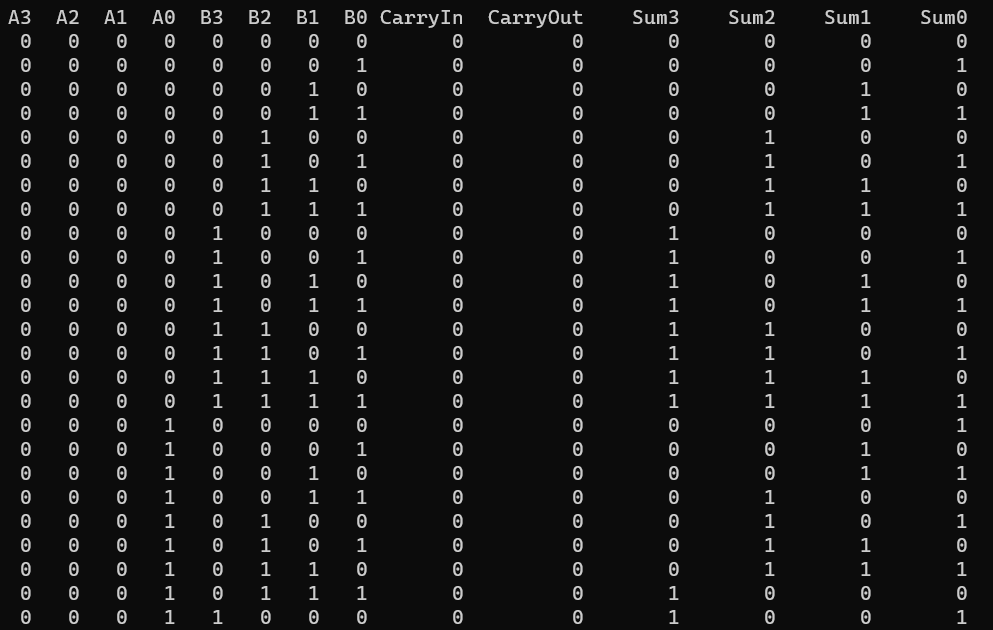 A3 A2 A1 A0 B3 B2 B1 B0 CarryIn CarryOut Sum3 Sum2 Sum1 Sum0
0 0 0 0 0 0 0 0 0 0 0 0 0 0
0 0 0 0 0 0 0 1 0 0 0 0 0 1
0 0 0 0 0 0 1 0 0 0 0 0 1 0
0 0 0 0 0 0 1 1 0 0 0 0 1 1
0 0 0 0 0 1 0 0 0 0 0 1 0 0
0 0 0 0 0 1 0 1 0 0 0 1 0 1
0 0 0 0 0 1 1 0 0 0 0 1 1 0
0 0 0 0 0 1 1 1 0 0 0 1 1 1
0 0 0 0 1 0 0 0 0 0 1 0 0 0
0 0 0 0 1 0 0 1 0 0 1 0 0 1
0 0 0 0 1 0 1 0 0 0 1 0 1 0
0 0 0 0 1 0 1 1 0 0 1 0 1 1
0 0 0 0 1 1 0 0 0 0 1 1 0 0
0 0 0 0 1 1 0 1 0 0 1 1 0 1
0 0 0 0 1 1 1 0 0 0 1 1 1 0
0 0 0 0 1 1 1 1 0 0 1 1 1 1
0 0 0 1 0 0 0 0 0 0 0 0 0 1
0 0 0 1 0 0 0 1 0 0 0 0 1 0
0 0 0 1 0 0 1 0 0 0 0 0 1 1
0 0 0 1 0 0 1 1 0 0 0 1 0 0
0 0 0 1 0 1 0 0 0 0 0 1 0 1
0 0 0 1 0 1 0 1 0 0 0 1 1 0
0 0 0 1 0 1 1 0 0 0 0 1 1 1
0 0 0 1 0 1 1 1 0 0 1 0 0 0
0 0 0 1 1 0 0 0 0 0 1 0 0 1